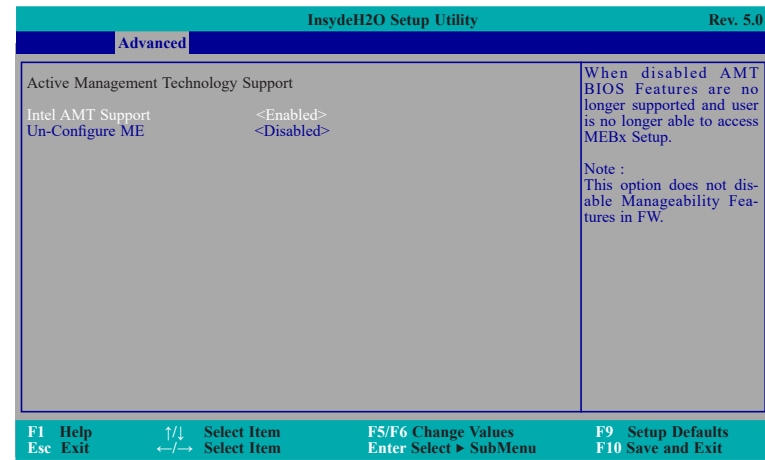 InsydeH2O Setup Utility Rev. 5.0
Advanced
Active Management Technology Support
Intel AMT Support <Enabled>
Un-Configure ME <Disabled>
When disabled AMT
BIOS Features are no
longer supported and user
is no longer able to access
MEBx Setup.
Note :
This option does not dis-
able Manageability Fea-
tures in FW.
F1 Help ↑/↓ Select Item F5/F6 Change Values F9 Setup Defaults
Esc Exit ←/→ Select Item Enter Select ► SubMenu F10 Save and Exit